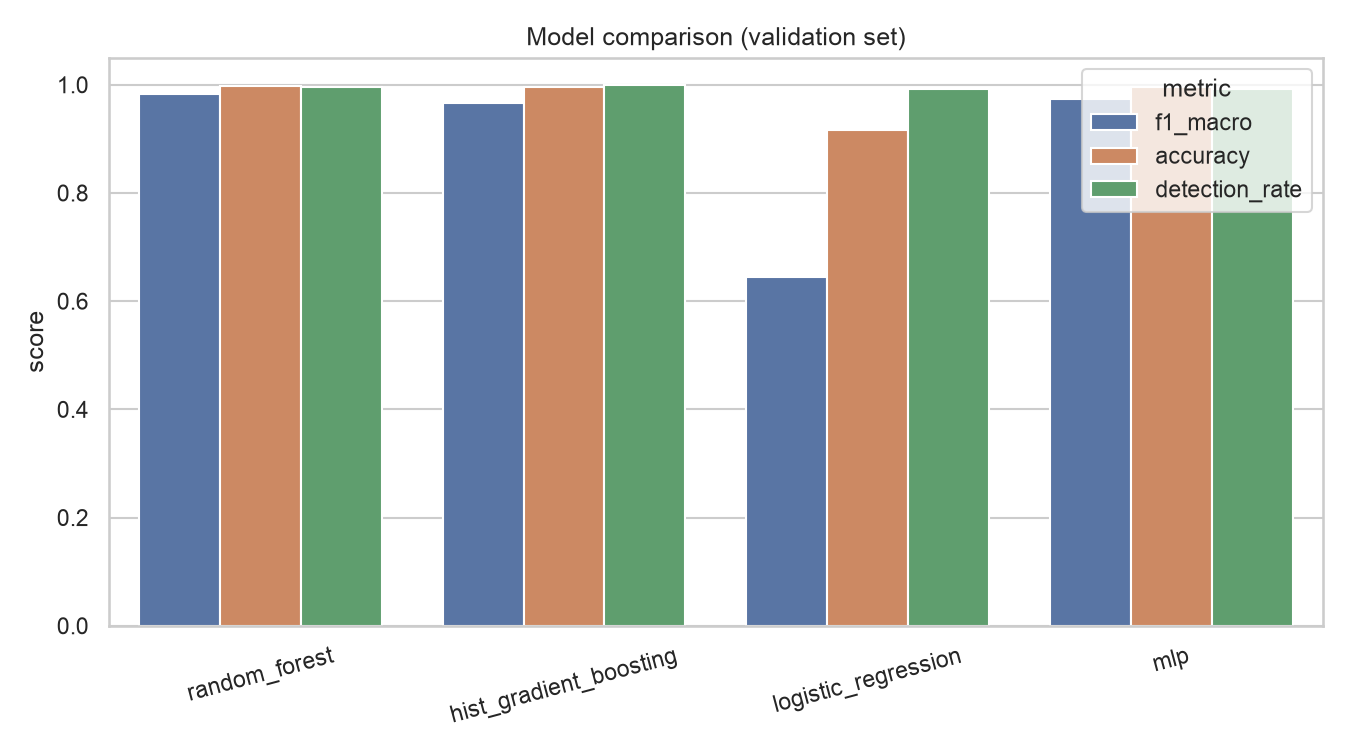 Model comparison (validation set)
metric
f1_macro
accuracy
detection_rate
score
1.0
0.8
0.6
0.4
0.2
0.0
random_forest
hist_gradient_boosting
logistic_regression
mlp